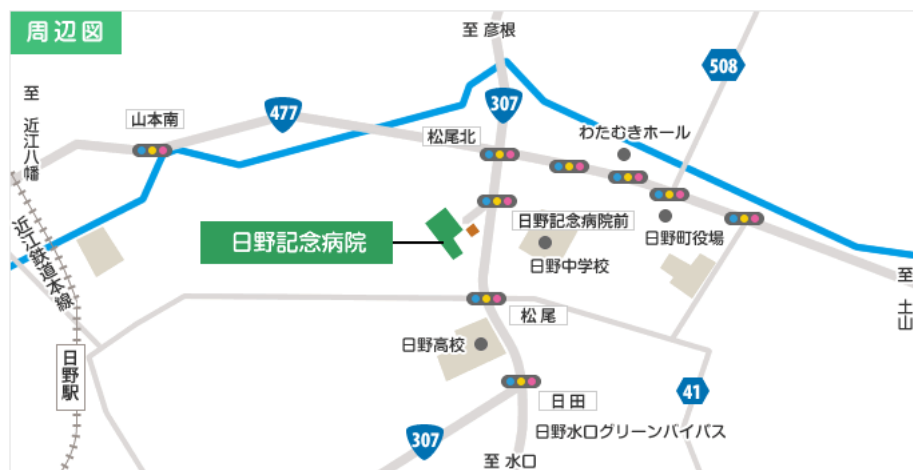 周辺図
至 彦根
508
至 近江八幡
山本南
477
307
松尾北
わたむきホール
日野記念病院
日野記念病院前
日野町役場
日野中学校
近江鉄道本線
至 土山
松尾
日野高校
日野駅
41
日田
307
日野水口グリーンバイパス
至 水口